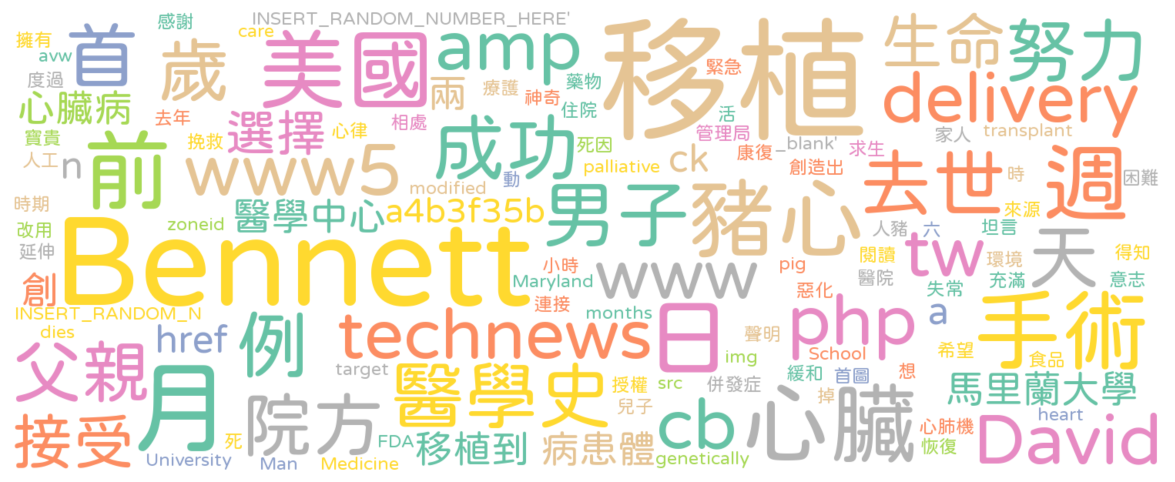 INSERT_RANDOM_NUMBER_HERE'
感謝
擁有
avw
首
歲
care
美國
amp
移植
緊急
生命
努力
度過
心臟病
去年
兩
療護
神奇
藥物
住院
活
delivery
寶貴
挽救
選擇
心律
相處
成功
死因
管理局
_blank'
求生
家人
transplant
人工
n
前
www5
palliative
ck
康復
創造出
去世
時
週
困難
時期
zoneid
醫學中心
modified
動
a4b3f35b
男子
豬心
人豬
六
來源
坦言
改用
延伸
Bennett
小時
Maryland
連接
www
pig
惡化
閱讀
醫院
tw
失常
環境
充滿
天
得知
意志
創
INSERT_RANDOM_N
dies
href
例
technews
months
日
聲明
php
a
手術
希望
食品
父親
月
target
醫學史
授權
兒子
img
src
併發症
School
緩和
首圖
掉
想
馬里蘭大學
heart
接受
University
死
院方
Man
Medicine
FDA
移植到
病患體
cb
genetically
心臟
心肺機
恢復
David